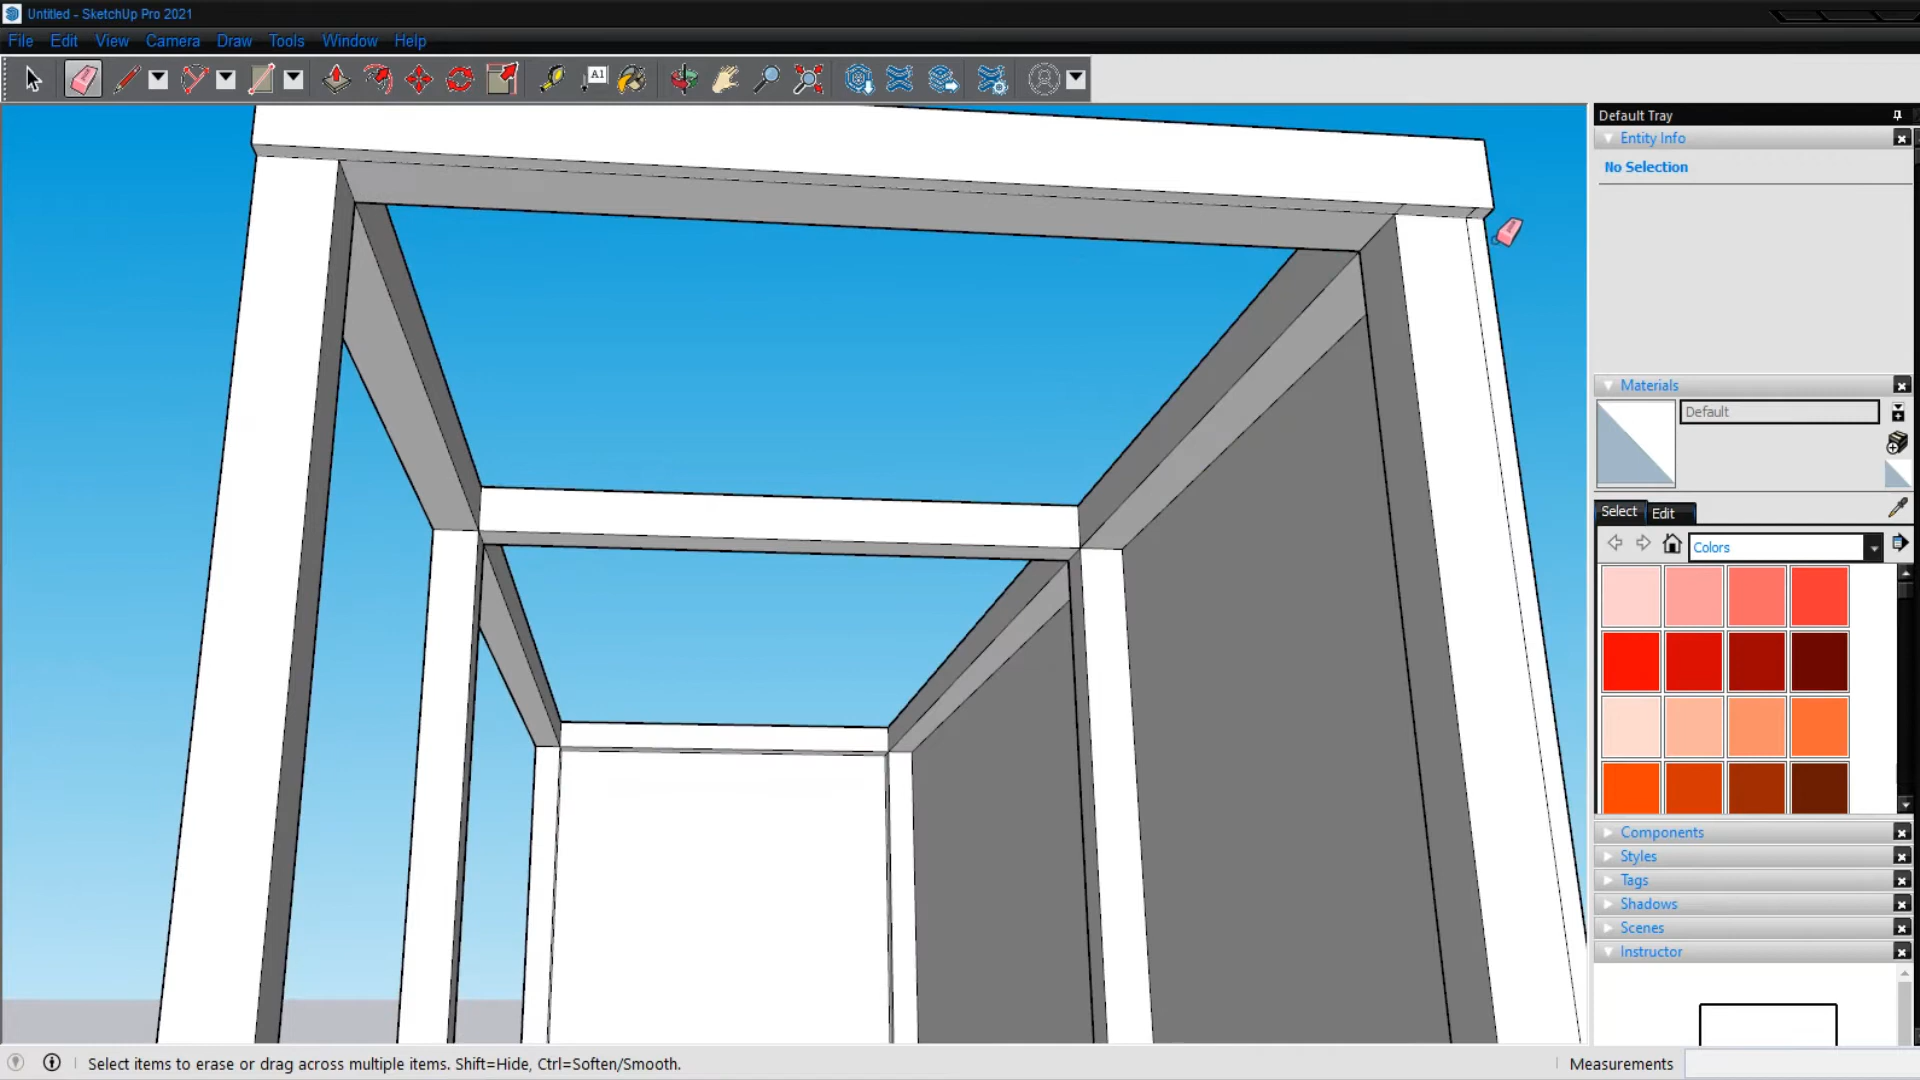 Untitled - SketchUp Pro 2021
File Edit View Camera Draw Tools Window Help
A1
Default Tray
Entity Info
No Selection
Materials
Default
Select Edit
Colors
Components
Styles
Tags
Shadows
Scenes
Instructor
Select items to erase or drag across multiple items. Shift=Hide, Ctrl=Soften/Smooth.
Measurements